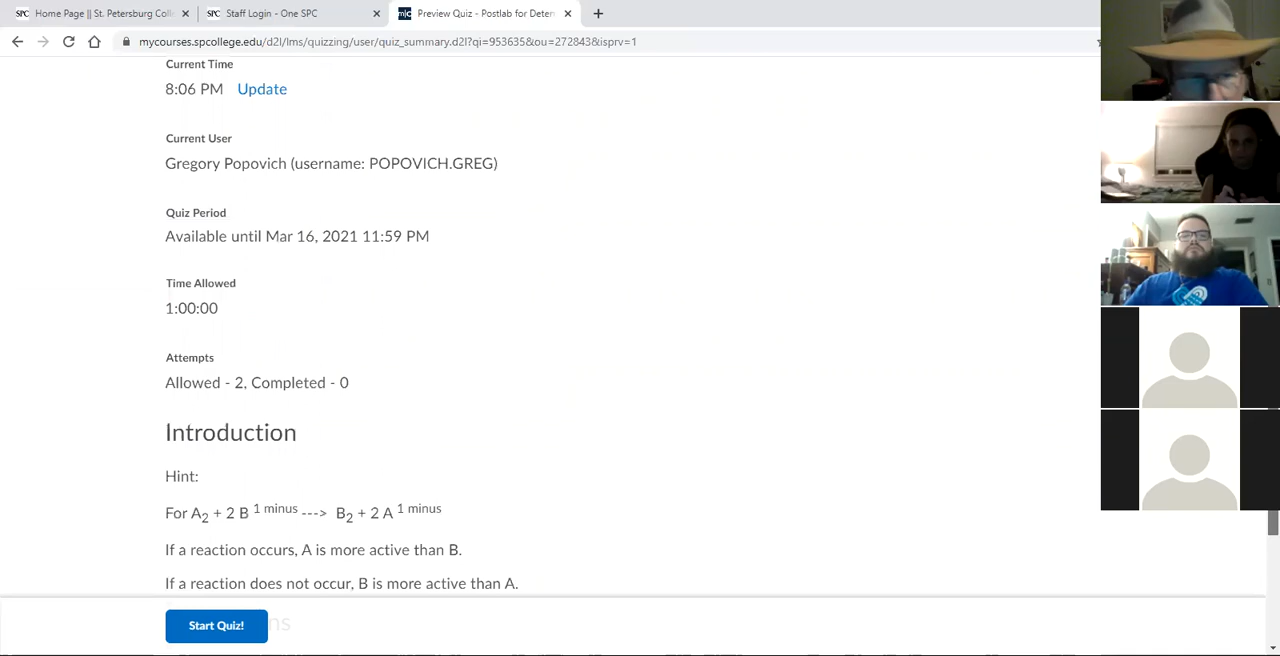 SPC Home Page || St. Petersburg Coll
SPC Staff Login - One SPC
m|c Preview Quiz - Postlab for Deter
mycourses.spcollege.edu/d2l/lms/quizzing/user/quiz_summary.d2l?qi=953635&ou=272843&isprv=1
Current Time
8:06 PM Update
Current User
Gregory Popovich (username: POPOVICH.GREG)
Quiz Period
Available until Mar 16, 2021 11:59 PM
Time Allowed
1:00:00
Attempts
Allowed - 2, Completed - 0
Introduction
Hint:
For A2 + 2 B 1 minus ---> B2 + 2 A 1 minus
If a reaction occurs, A is more active than B.
If a reaction does not occur, B is more active than A.
Start Quiz!